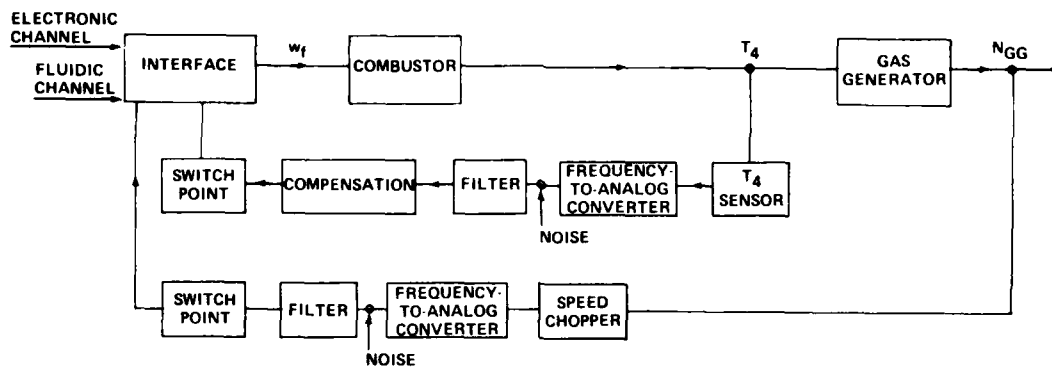 ELECTRONIC
CHANNEL
FLUIDIC
CHANNEL
INTERFACE
wf
COMBUSTOR
T4
GAS
GENERATOR
NGG
SWITCH
POINT
COMPENSATION
FILTER
NOISE
FREQUENCY-
TO-ANALOG
CONVERTER
T4
SENSOR
SWITCH
POINT
FILTER
NOISE
FREQUENCY-
TO-ANALOG
CONVERTER
SPEED
CHOPPER